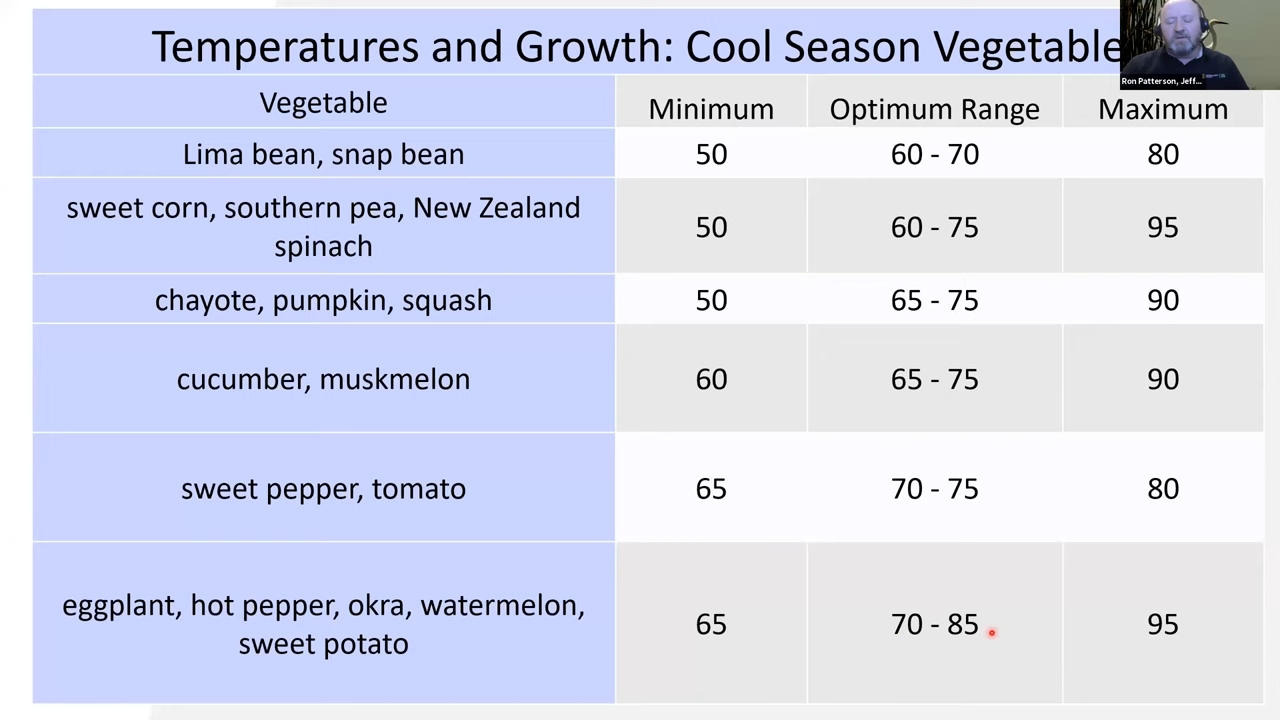 Temperatures and Growth: Cool Season Vegetable
Ron Patterson, Jeff...
Vegetable Minimum Optimum Range Maximum
Lima bean, snap bean 50 60 - 70 80
sweet corn, southern pea, New Zealand
spinach 50 60 - 75 95
chayote, pumpkin, squash 50 65 - 75 90
cucumber, muskmelon 60 65 - 75 90
sweet pepper, tomato 65 70 - 75 80
eggplant, hot pepper, okra, watermelon,
sweet potato 65 70 - 85 95